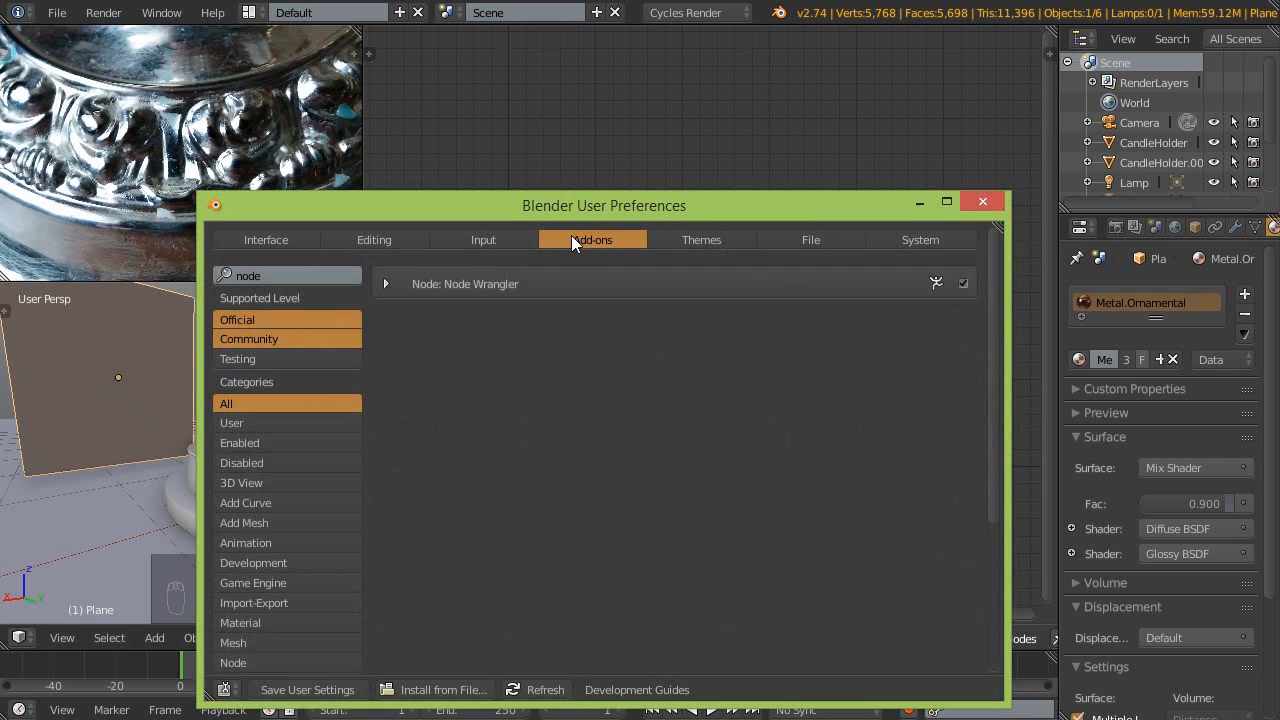 File Render Window Help Default Scene Cycles Render v2.74 | Verts:5,768 | Faces:5,698 | Tris:11,396 | Objects:1/6 | Lamps:0/1 | Mem:59.12M | Plane
View Search All Scenes
Scene
RenderLayers
World
Camera
CandleHolder
CandleHolder.00
Lamp
Blender User Preferences
Interface Editing Input Add-ons Themes File System
node
Node: Node Wrangler
Supported Level
Official
Community
Testing
Categories
All
User
Enabled
Disabled
3D View
Add Curve
Add Mesh
Animation
Development
Game Engine
Import-Export
Material
Mesh
Node
Save User Settings Install from File... Refresh Development Guides
User Persp
(1) Plane
View Select Add
-40 -20 0
Marker Frame Playback Start: 1 End: 250 No Sync
Pla Metal.Or
Metal.Ornamental
Me 3 F Data
Custom Properties
Preview
Surface
Surface: Mix Shader
Fac: 0.900
Shader: Diffuse BSDF
Shader: Glossy BSDF
Volume
Displacement
Displace... Default
Settings
Surface: Volume: